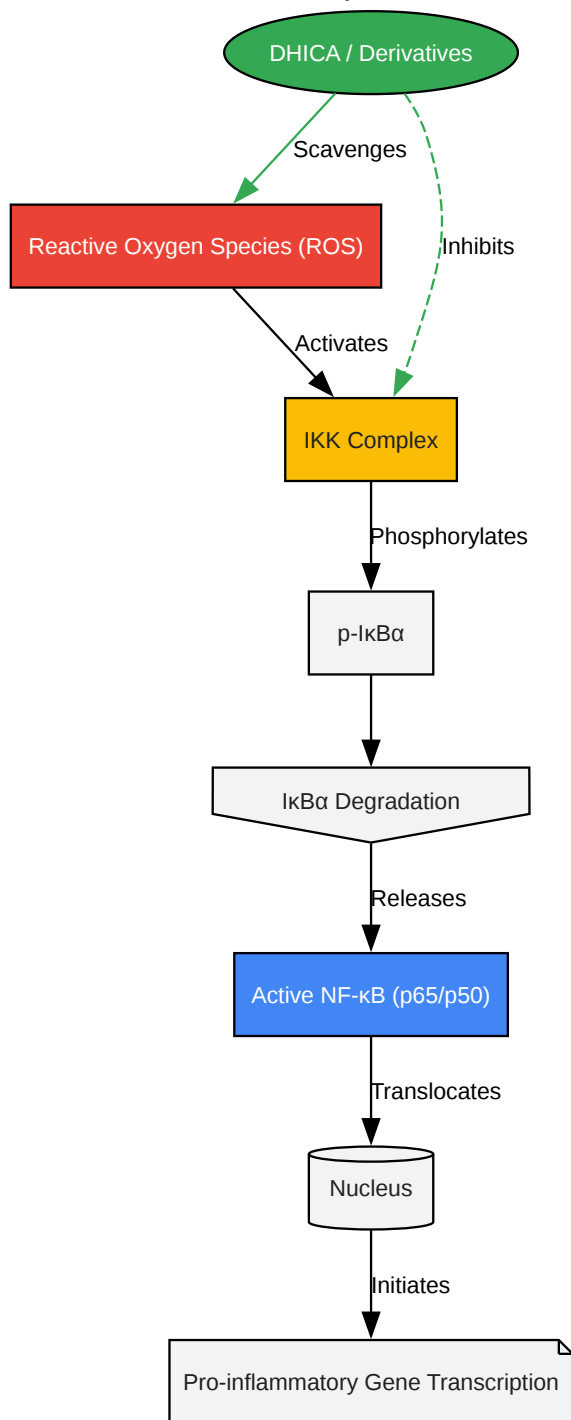 DHICA / Derivatives
Scavenges
Reactive Oxygen Species (ROS)
Inhibits
Activates
IKK Complex
Phosphorylates
p-IκBα
IκBα Degradation
Releases
Active NF-κB (p65/p50)
Translocates
Nucleus
Initiates
Pro-inflammatory Gene Transcription